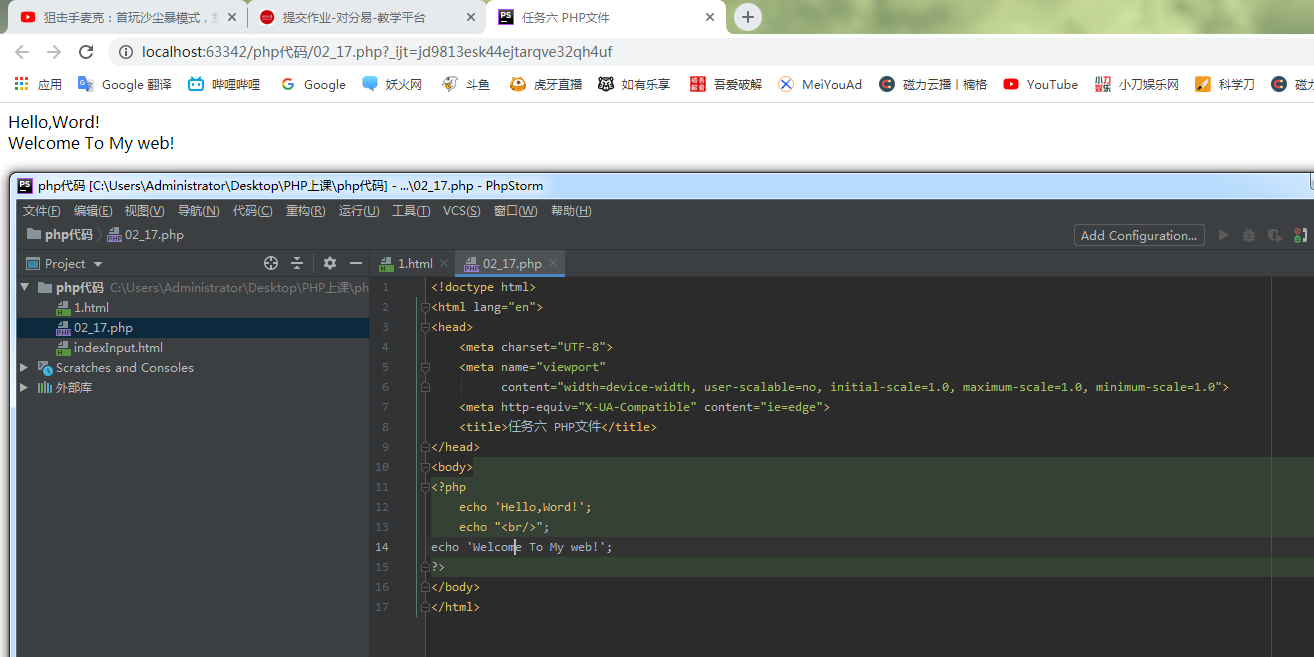 狙击手麦克：首玩沙尘暴模式，
提交作业-对分易-教学平台
任务六 PHP文件
localhost:63342/php代码/02_17.php?_ijt=jd9813esk44ejtarqve32qh4uf
应用 Google 翻译 哔哩哔哩 Google 妖火网 斗鱼 虎牙直播 如有乐享 吾爱破解 MeiYouAd 磁力云播丨楠格 YouTube 小刀娱乐网 科学刀
Hello,Word!
Welcome To My web!
php代码 [C:\Users\Administrator\Desktop\PHP上课\php代码] - ...\02_17.php - PhpStorm
文件(F) 编辑(E) 视图(V) 导航(N) 代码(C) 重构(R) 运行(U) 工具(T) VCS(S) 窗口(W) 帮助(H)
php代码 02_17.php
Add Configuration...
Project
1.html
02_17.php
php代码 C:\Users\Administrator\Desktop\PHP上课\ph
1.html
02_17.php
indexInput.html
Scratches and Consoles
外部库
1 <!doctype html>
2 <html lang="en">
3 <head>
4 <meta charset="UTF-8">
5 <meta name="viewport"
6 content="width=device-width, user-scalable=no, initial-scale=1.0, maximum-scale=1.0, minimum-scale=1.0">
7 <meta http-equiv="X-UA-Compatible" content="ie=edge">
8 <title>任务六 PHP文件</title>
9 </head>
10 <body>
11 <?php
12 echo 'Hello,Word!';
13 echo "<br/>";
14 echo 'Welcome To My web!';
15 ?>
16 </body>
17 </html>